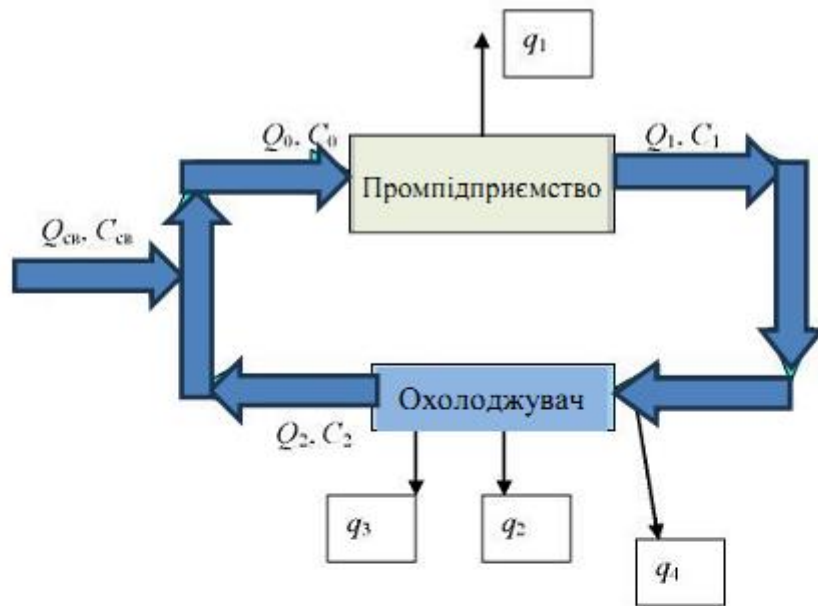 q1
Q0, C0
Q1, C1
Промпідприємство
Qсв, Cсв
Охолоджувач
Q2, C2
q3
q2
q4